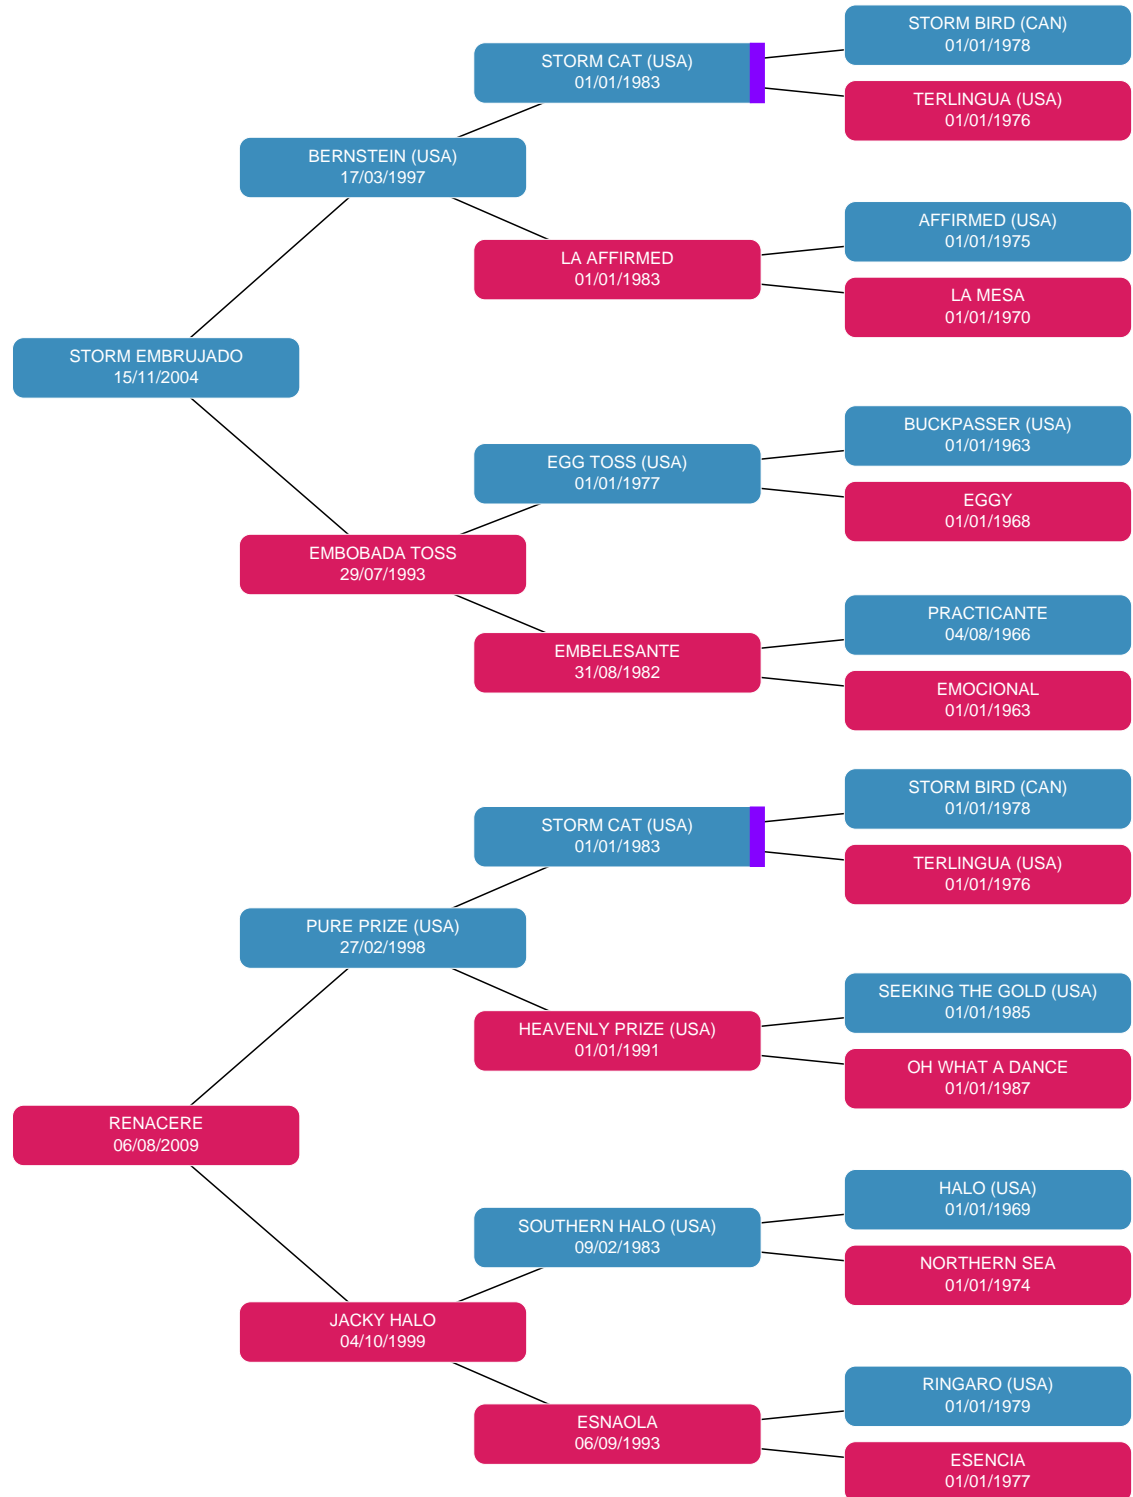 STORM BIRD (CAN)
01/01/1978
STORM CAT (USA)
01/01/1983
TERLINGUA (USA)
01/01/1976
BERNSTEIN (USA)
17/03/1997
AFFIRMED (USA)
01/01/1975
LA AFFIRMED
01/01/1983
LA MESA
01/01/1970
STORM EMBRUJADO
15/11/2004
BUCKPASSER (USA)
01/01/1963
EGG TOSS (USA)
01/01/1977
EGGY
01/01/1968
EMBOBADA TOSS
29/07/1993
PRACTICANTE
04/08/1966
EMBELESANTE
31/08/1982
EMOCIONAL
01/01/1963
STORM BIRD (CAN)
01/01/1978
STORM CAT (USA)
01/01/1983
TERLINGUA (USA)
01/01/1976
PURE PRIZE (USA)
27/02/1998
SEEKING THE GOLD (USA)
01/01/1985
HEAVENLY PRIZE (USA)
01/01/1991
OH WHAT A DANCE
01/01/1987
RENACERE
06/08/2009
HALO (USA)
01/01/1969
SOUTHERN HALO (USA)
09/02/1983
NORTHERN SEA
01/01/1974
JACKY HALO
04/10/1999
RINGARO (USA)
01/01/1979
ESNAOLA
06/09/1993
ESENCIA
01/01/1977